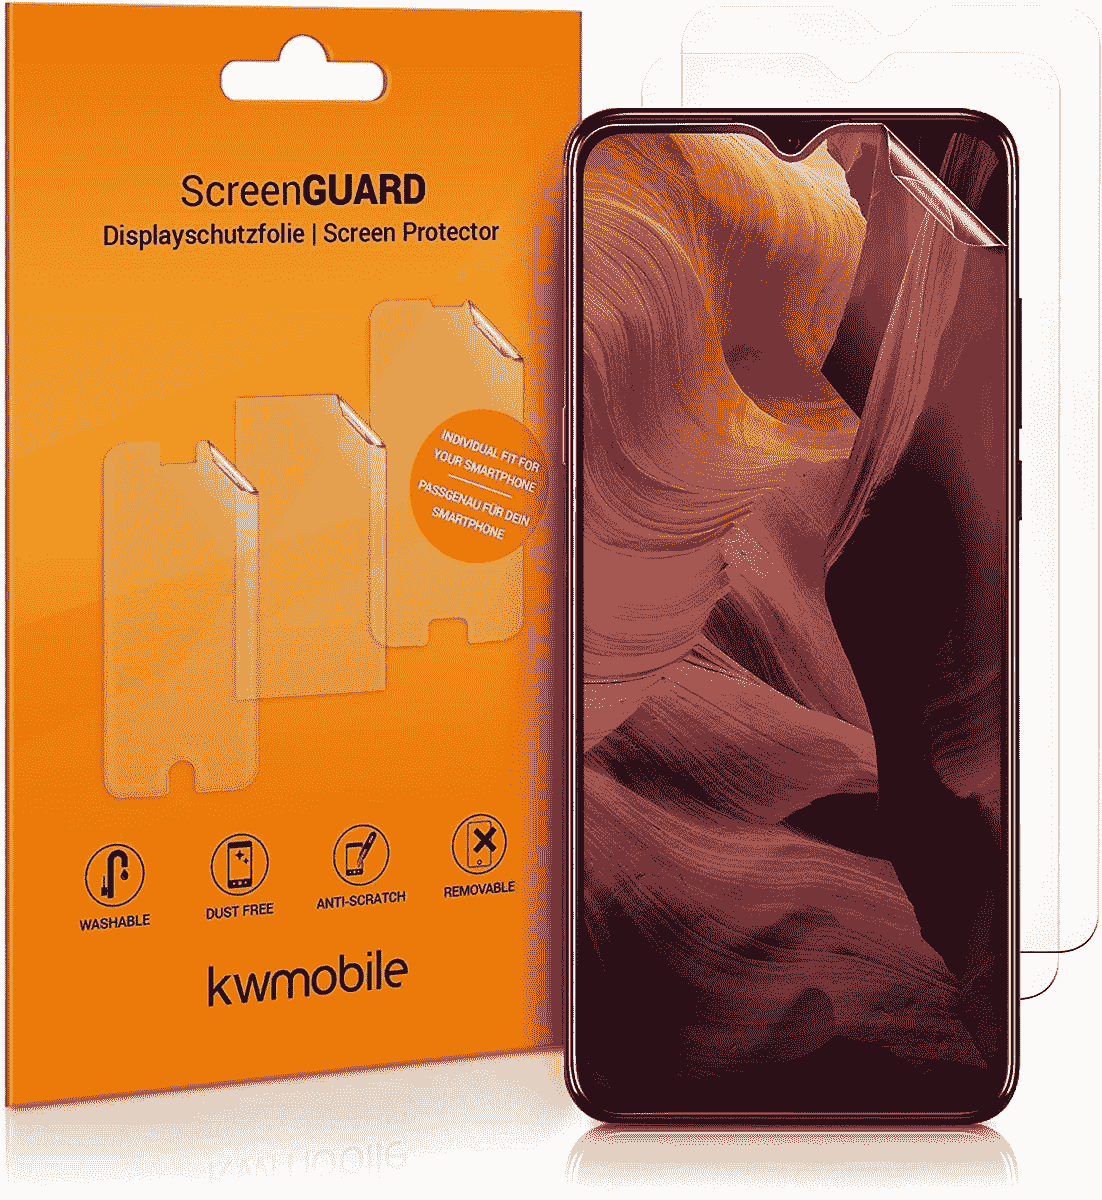 ScreenGUARD
Displayschutzfolie | Screen Protector
INDIVIDUAL FIT FOR
YOUR SMARTPHONE
PASSGENAU FÜR DEIN
SMARTPHONE
WASHABLE
DUST FREE
ANTI-SCRATCH
REMOVABLE
kwmobile